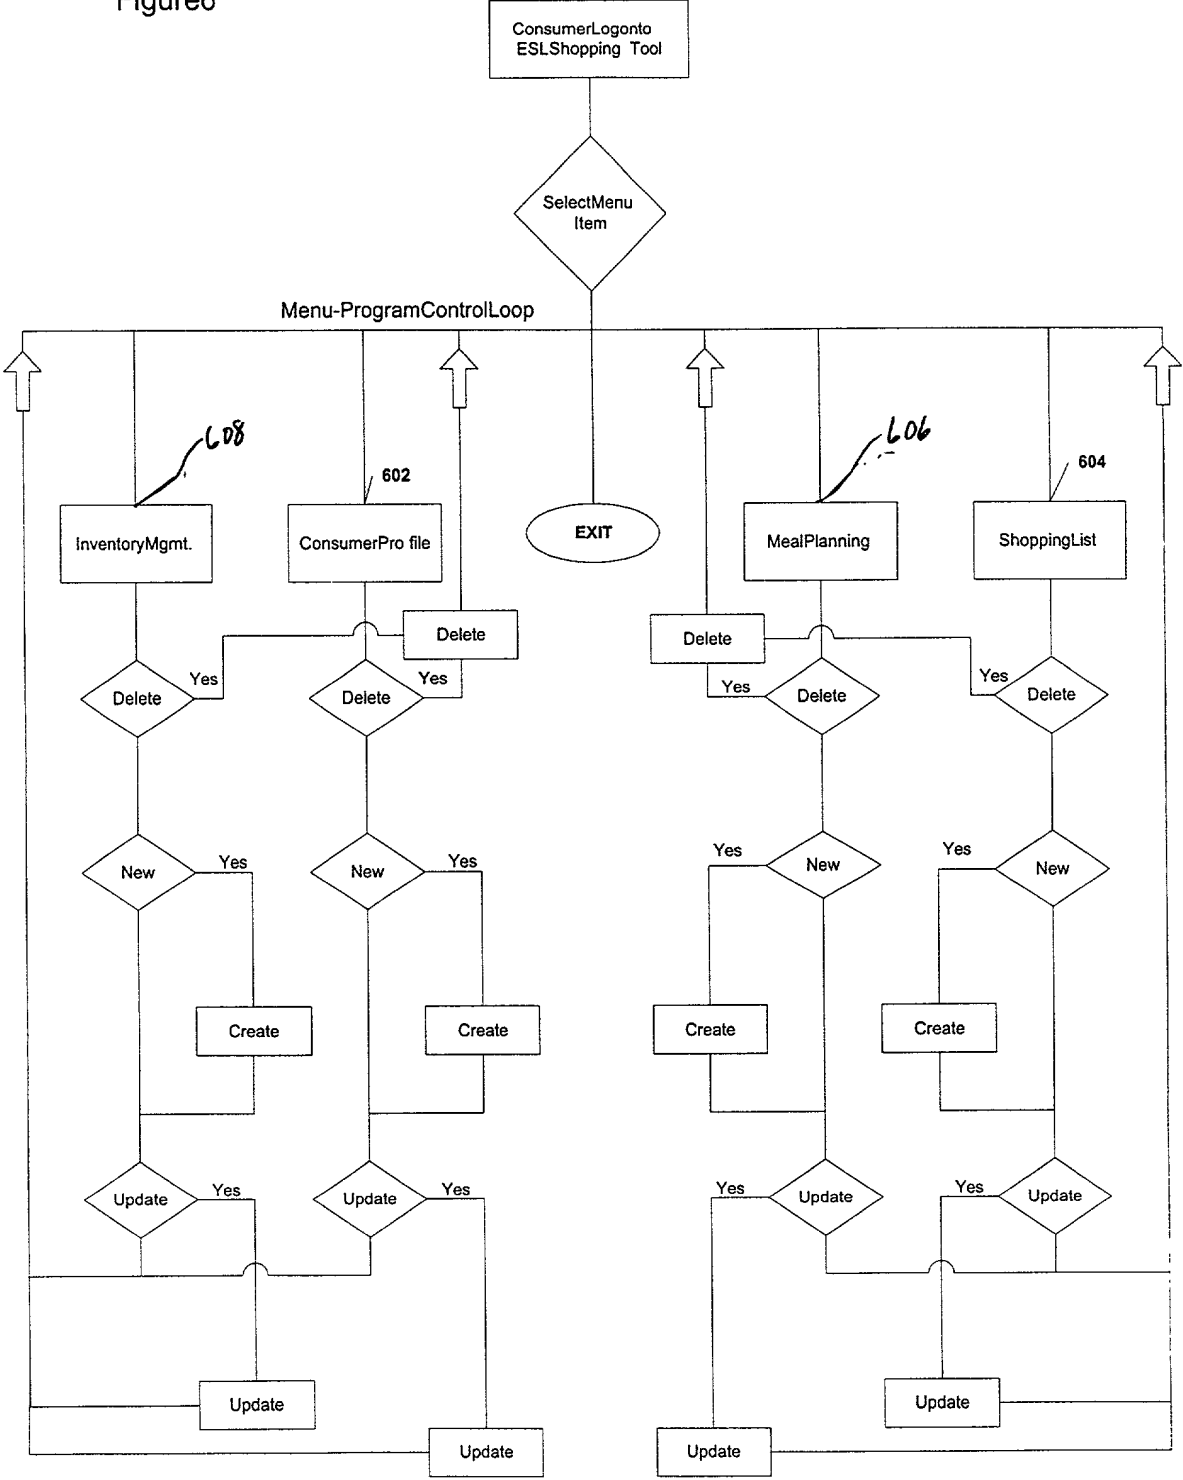 Figure6
ConsumerLogonto
ESLShopping Tool
SelectMenu
Item
Menu-ProgramControlLoop
608
602
606
604
InventoryMgmt.
ConsumerPro file
EXIT
MealPlanning
ShoppingList
Delete
Delete
Yes
Yes
Yes
Yes
Delete
Delete
Delete
Delete
Yes
Yes
Yes
Yes
New
New
New
New
Create
Create
Create
Create
Yes
Yes
Yes
Yes
Update
Update
Update
Update
Update
Update
Update
Update